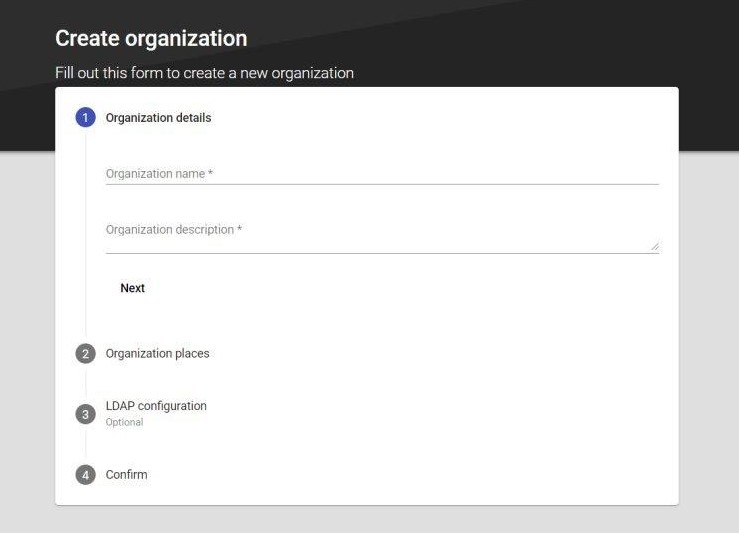 Create organization
Fill out this form to create a new organization
1 Organization details
Organization name *
Organization description *
Next
2 Organization places
3 LDAP configuration
Optional
4 Confirm